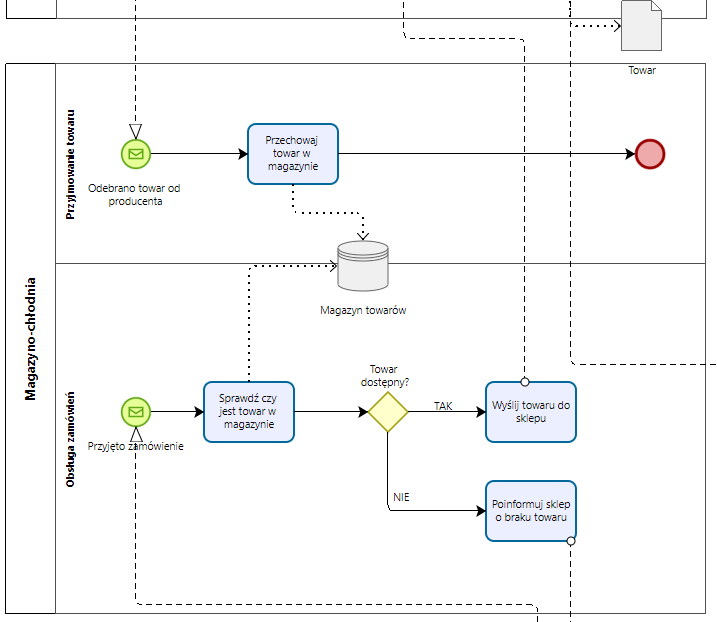 Towar
Magazyno-chłodnia
Przyjmowanie towaru
Odebrano towar od
producenta
Przechowaj
towar w
magazynie
Magazyn towarów
Obsługa zamówień
Przyjęto zamówienie
Sprawdź czy
jest towar w
magazynie
Towar
dostępny?
TAK
Wyślij towaru do
sklepu
NIE
Poinformuj sklep
o braku towaru